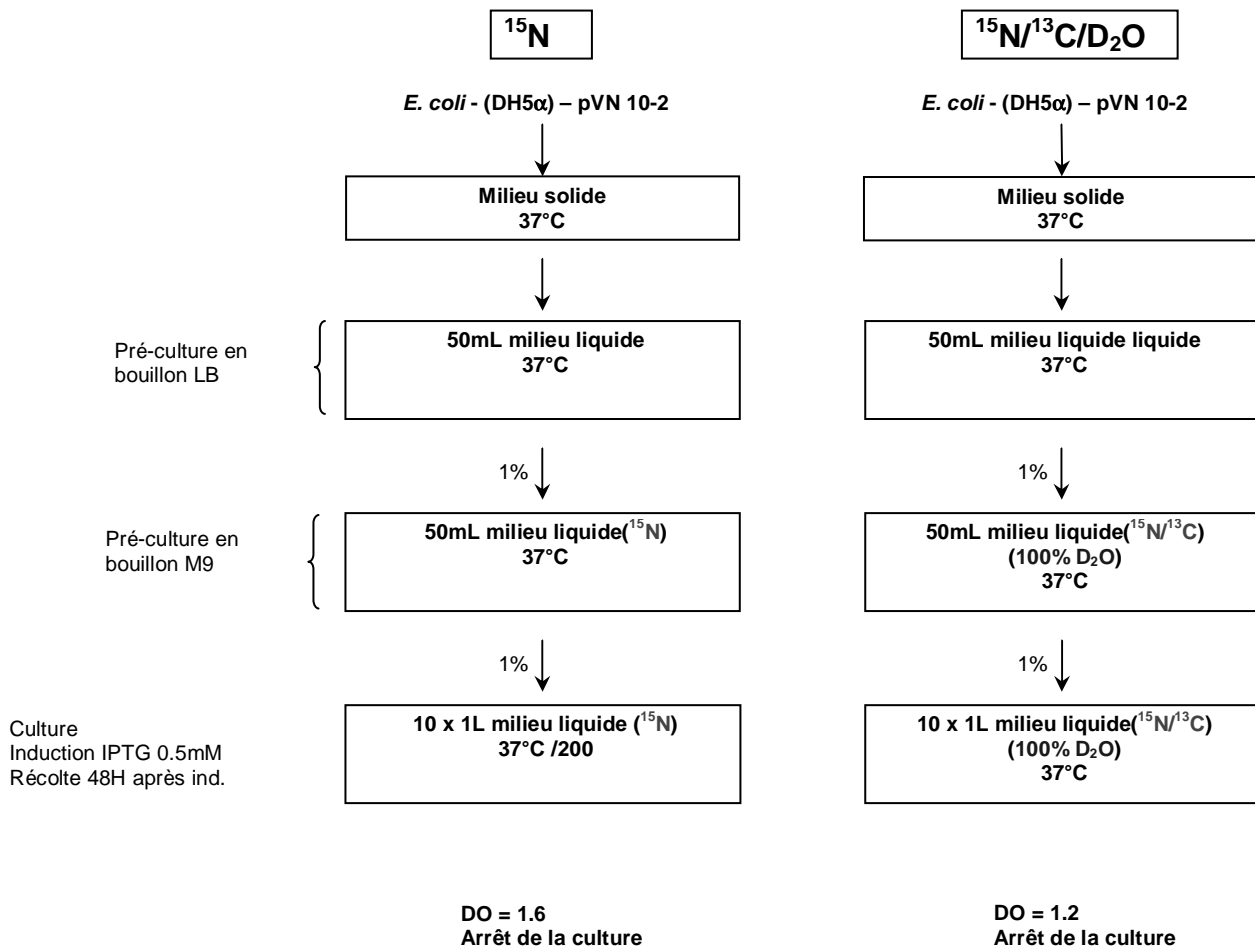 ¹⁵N
¹⁵N/¹³C/D₂O
E. coli - (DH5α) – pVN 10-2
E. coli - (DH5α) – pVN 10-2
Milieu solide
37°C
Milieu solide
37°C
Pré-culture en
bouillon LB
50mL milieu liquide
37°C
50mL milieu liquide liquide
37°C
1%
1%
Pré-culture en
bouillon M9
50mL milieu liquide(¹⁵N)
37°C
50mL milieu liquide(¹⁵N/¹³C)
(100% D₂O)
37°C
1%
1%
Culture
Induction IPTG 0.5mM
Récolte 48H après ind.
10 x 1L milieu liquide (¹⁵N)
37°C /200
10 x 1L milieu liquide(¹⁵N/¹³C)
(100% D₂O)
37°C
DO = 1.6
Arrêt de la culture
DO = 1.2
Arrêt de la culture